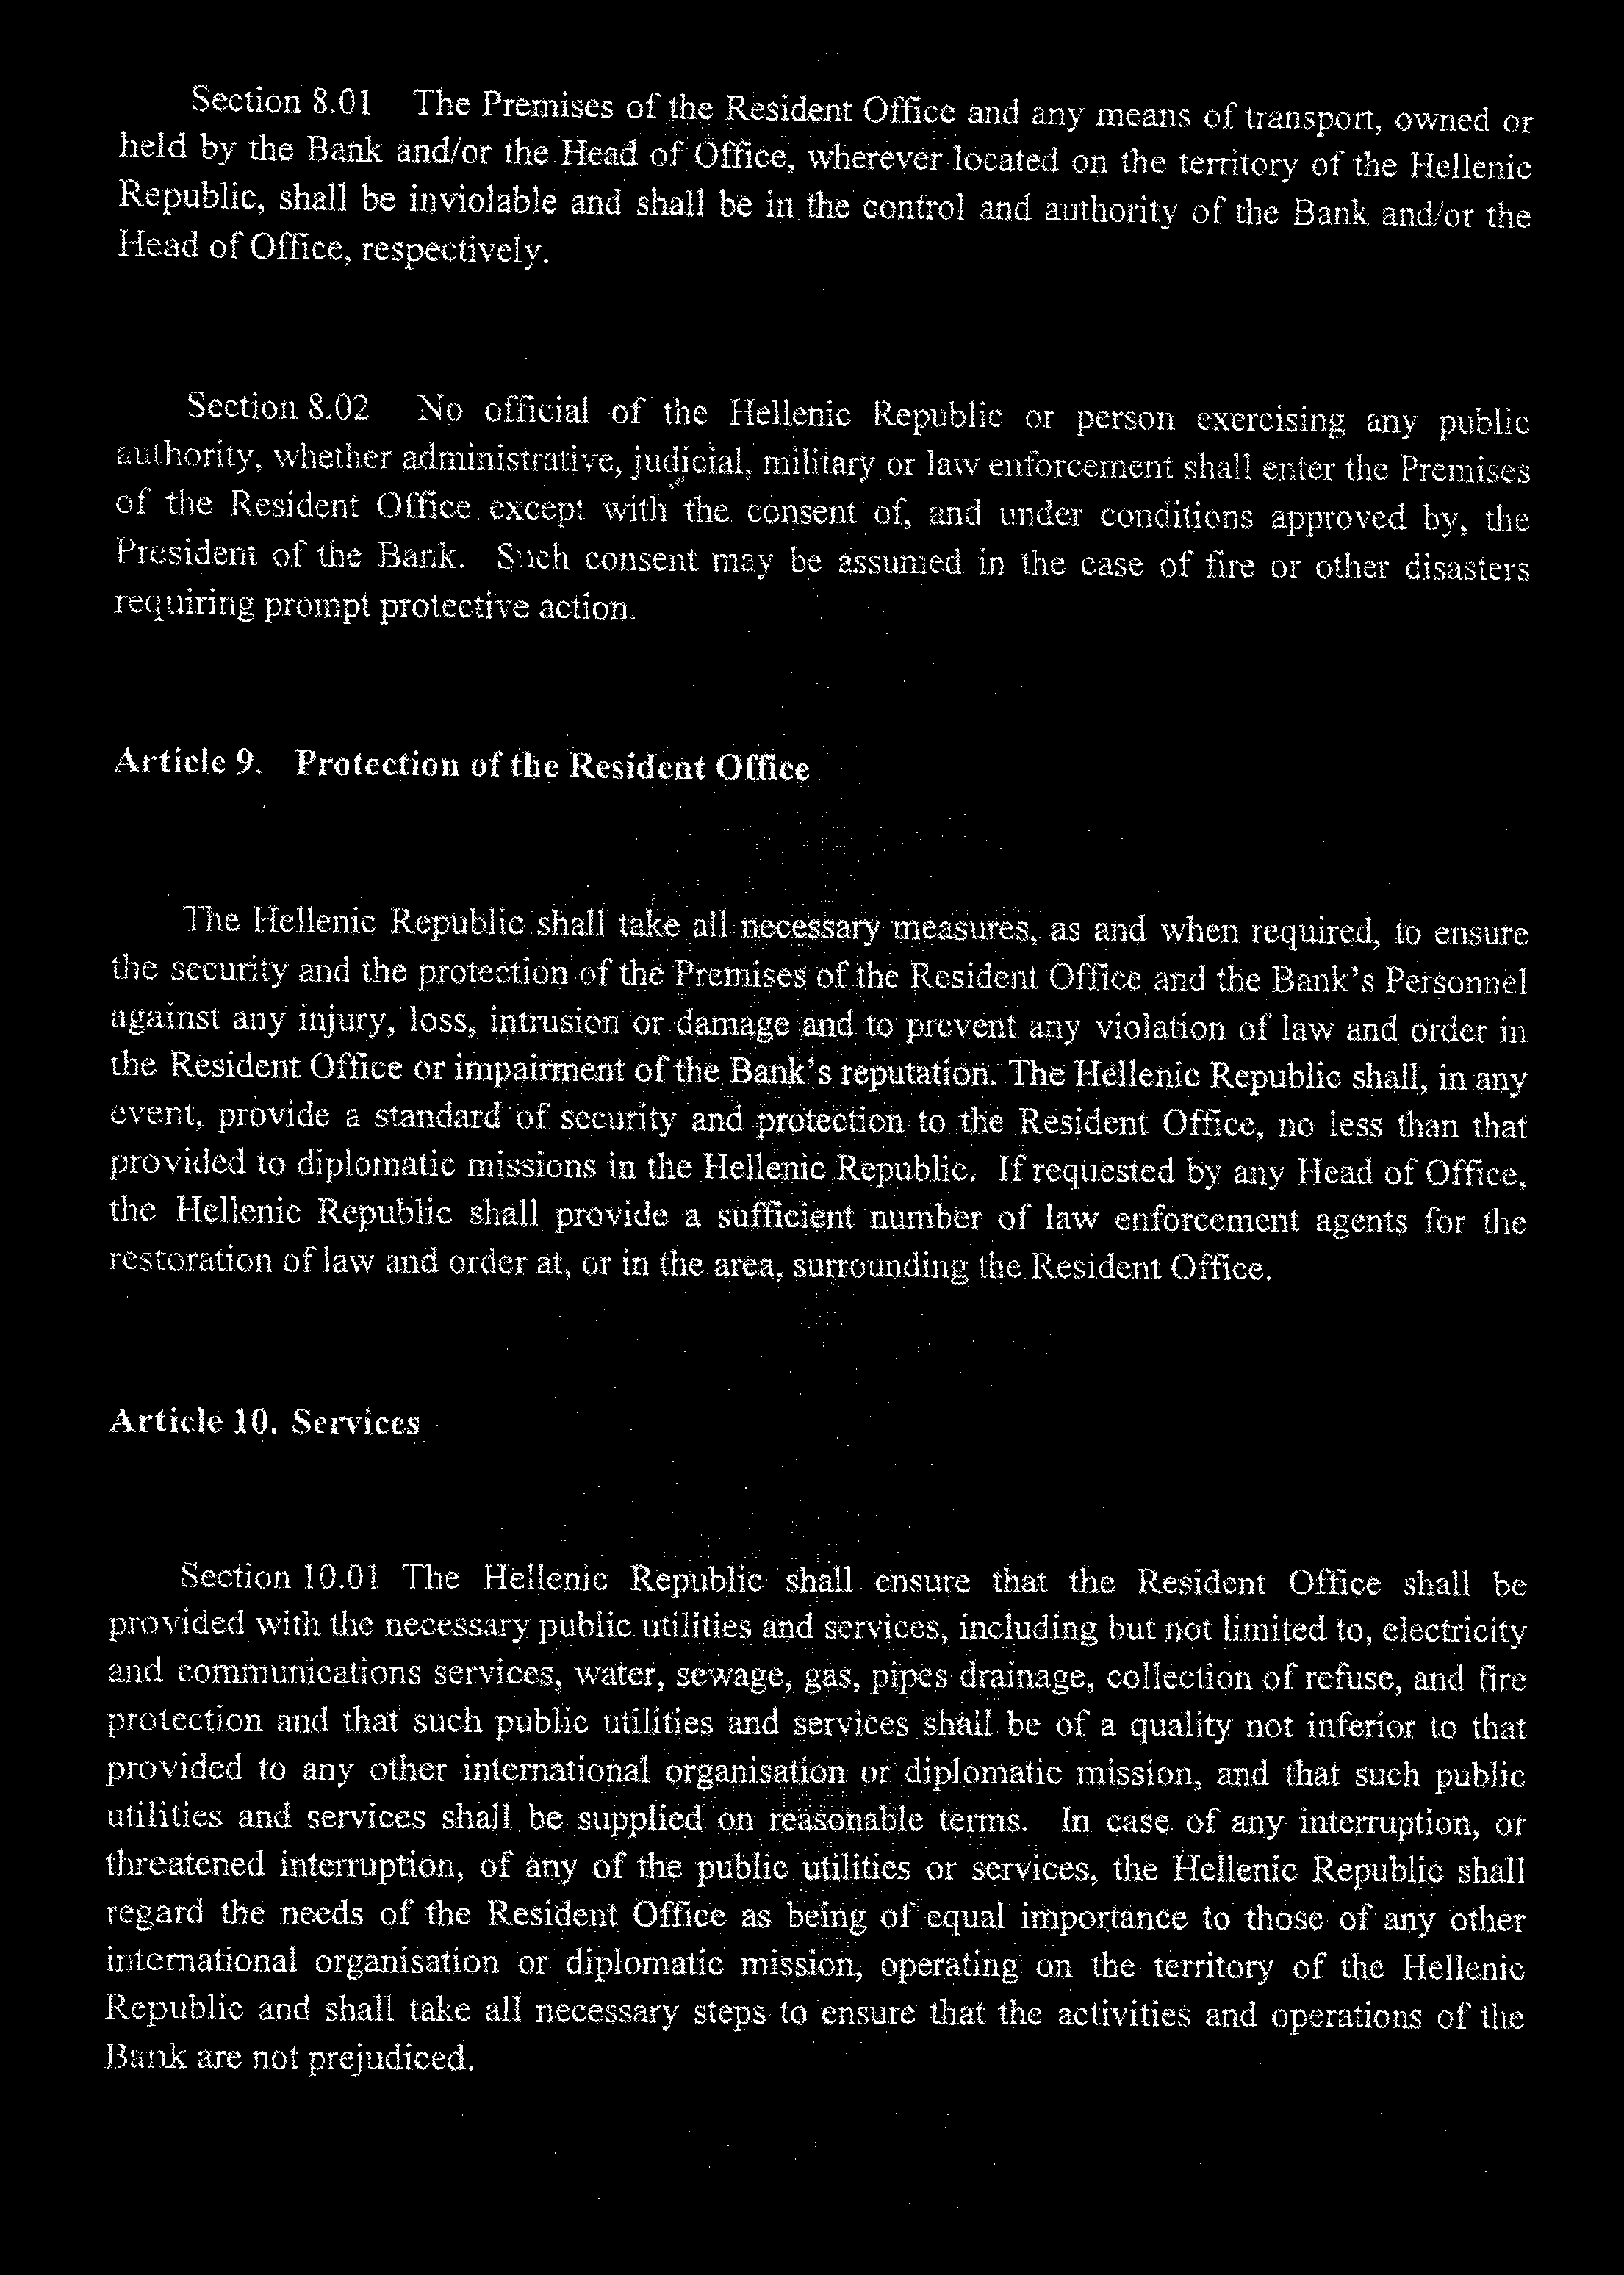 Section 8.01 The Premises of the Resident Office and any means of transport, owned or
held by the Bank and/or the Head of Office, wherever located on the territory of the Hellenic
Republic, shall be inviolable and shall be in the control and authority of the Bank and/or the
Head of Office, respectively.
Section 8.02 No official of the Hellenic Republic or person exercising any public
authority, whether administrative, judicial, military or law enforcement shall enter the Premises
of the Resident Office except with the consent of, and under conditions approved by, the
President of the Bank. Such consent may be assumed in the case of fire or other disasters
requiring prompt protective action.
Article 9. Protection of the Resident Office
The Hellenic Republic shall take all necessary measures, as and when required, to ensure
the security and the protection of the Premises of the Resident Office and the Bank's Personnel
against any injury, loss, intrusion or damage and to prevent any violation of law and order in
the Resident Office or impairment of the Bank's reputation. The Hellenic Republic shall, in any
event, provide a standard of security and protection to the Resident Office, no less than that
provided to diplomatic missions in the Hellenic Republic. If requested by any Head of Office,
the Hellenic Republic shall provide a sufficient number of law enforcement agents for the
restoration of law and order at, or in the area, surrounding the Resident Office.
Article 10. Services
Section 10.01 The Hellenic Republic shall ensure that the Resident Office shall be
provided with the necessary public utilities and services, including but not limited to, electricity
and communications services, water, sewage, gas, pipes drainage, collection of refuse, and fire
protection and that such public utilities and services shall be of a quality not inferior to that
provided to any other international organisation or diplomatic mission, and that such public
utilities and services shall be supplied on reasonable terms. In case of any interruption, or
threatened interruption, of any of the public utilities or services, the Hellenic Republic shall
regard the needs of the Resident Office as being of equal importance to those of any other
international organisation or diplomatic mission, operating on the territory of the Hellenic
Republic and shall take all necessary steps to ensure that the activities and operations of the
Bank are not prejudiced.